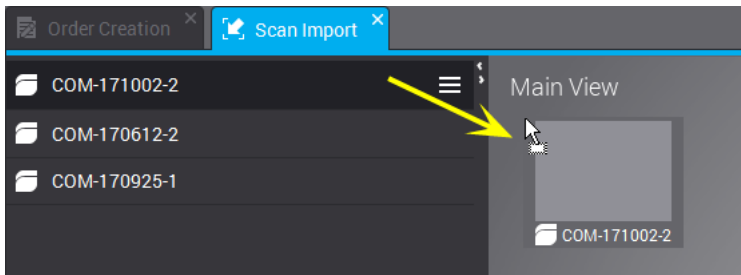 Order Creation
Scan Import
COM-171002-2
COM-170612-2
COM-170925-1
Main View
COM-171002-2